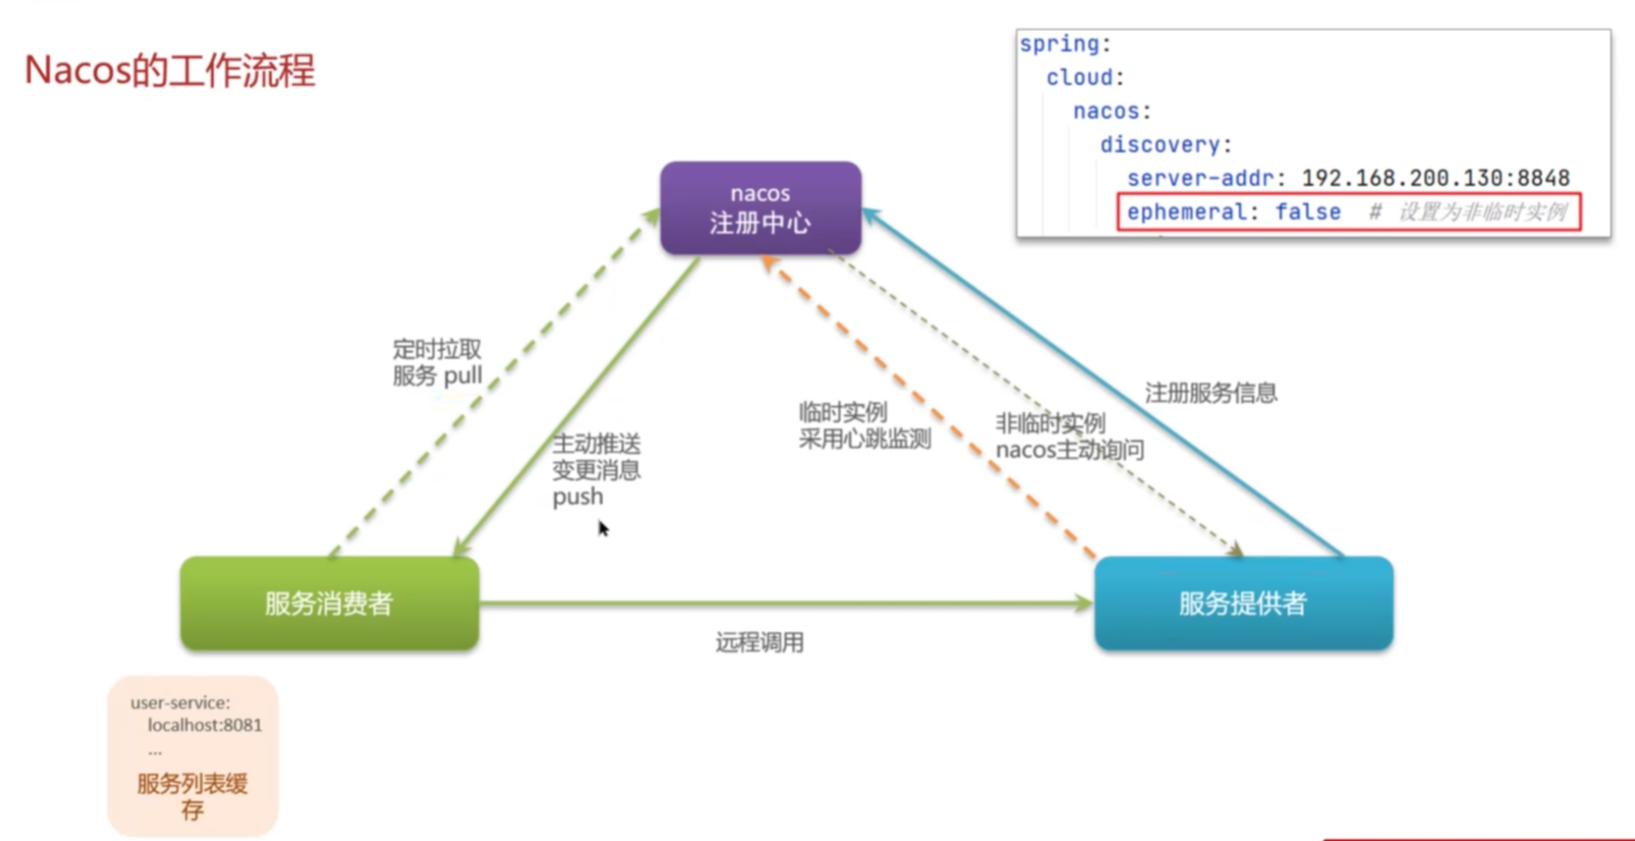 Nacos的工作流程
spring:
cloud:
nacos:
discovery:
server-addr: 192.168.200.130:8848
ephemeral: false # 设置为非临时实例
nacos
注册中心
定时拉取
服务 pull
主动推送
变更消息
push
临时实例
采用心跳监测
非临时实例
nacos主动询问
注册服务信息
服务消费者
远程调用
服务提供者
user-service:
localhost:8081
...
服务列表缓
存